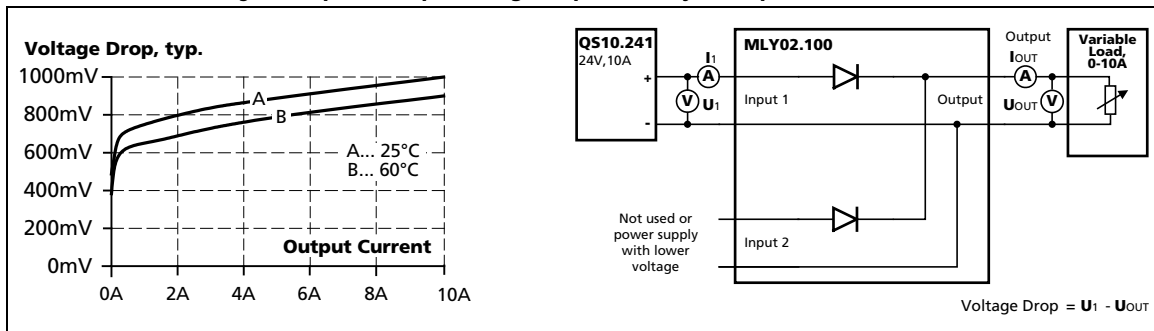 Voltage Drop, typ.
1000mV
800mV
600mV
400mV
200mV
0mV
A
B
A... 25°C
B... 60°C
Output Current
0A 2A 4A 6A 8A 10A
QS10.241
24V, 10A
+
-
I1
A
V U1
MLY02.100
Input 1
Output
Input 2
Not used or
power supply
with lower
voltage
Output
IOUT
A
UOUT V
Variable
Load,
0-10A
Voltage Drop = U1 - UOUT